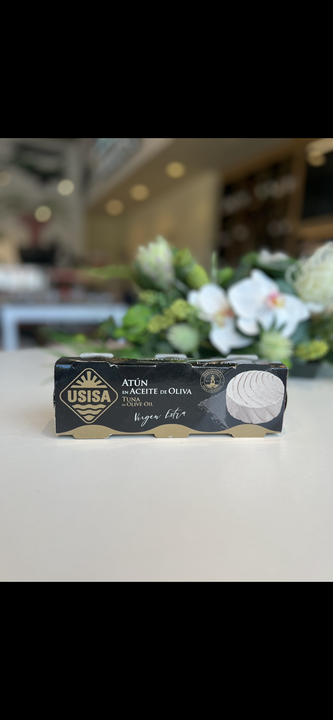 USISA
ATÚN
EN ACEITE DE OLIVA
TUNA
IN OLIVE OIL
Virgen Extra